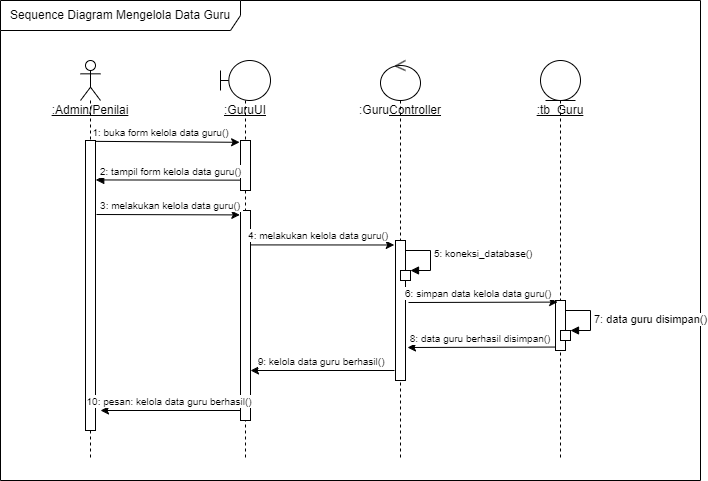 Sequence Diagram Mengelola Data Guru
:Admin/Penilai
:GuruUI
:GuruController
:tb_Guru
1: buka form kelola data guru()
2: tampil form kelola data guru()
3: melakukan kelola data guru()
4: melakukan kelola data guru()
5: koneksi_database()
6: simpan data kelola data guru()
7: data guru disimpan()
8: data guru berhasil disimpan()
9: kelola data guru berhasil()
10: pesan: kelola data guru berhasil()